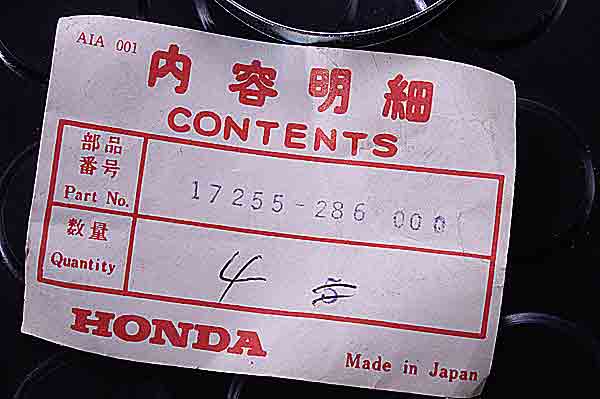 AIA 001
内容明細
CONTENTS
部品
番号
Part No.
17255-286 000
数量
Quantity
4
HONDA
Made in Japan